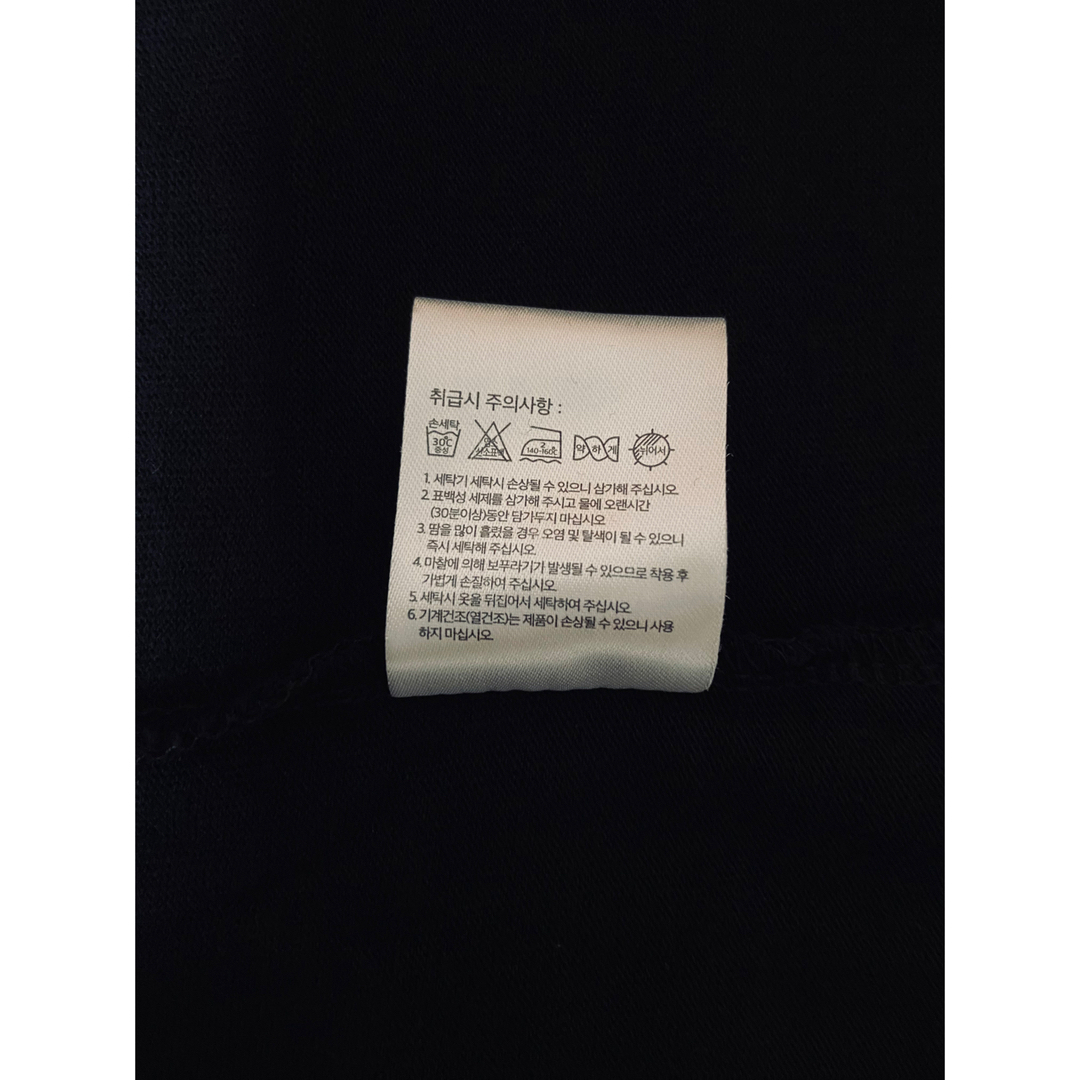 취급시 주의사항 :
손세탁
30℃
중성
염소
산소표백
2
140-160℃
약하게
뉘어서
1. 세탁기 세탁시 손상될 수 있으니 삼가해 주십시오.
2. 표백성 세제를 삼가해 주시고 물에 오랜시간
(30분이상)동안 담가두지 마십시오
3. 땀을 많이 흘렸을 경우 오염 및 탈색이 될 수 있으니
즉시 세탁해 주십시오.
4. 마찰에 의해 보푸라기가 발생될 수 있으므로 착용 후
가볍게 손질하여 주십시오.
5. 세탁시 옷을 뒤집어서 세탁하여 주십시오.
6. 기계건조(열건조)는 제품이 손상될 수 있으니 사용
하지 마십시오.